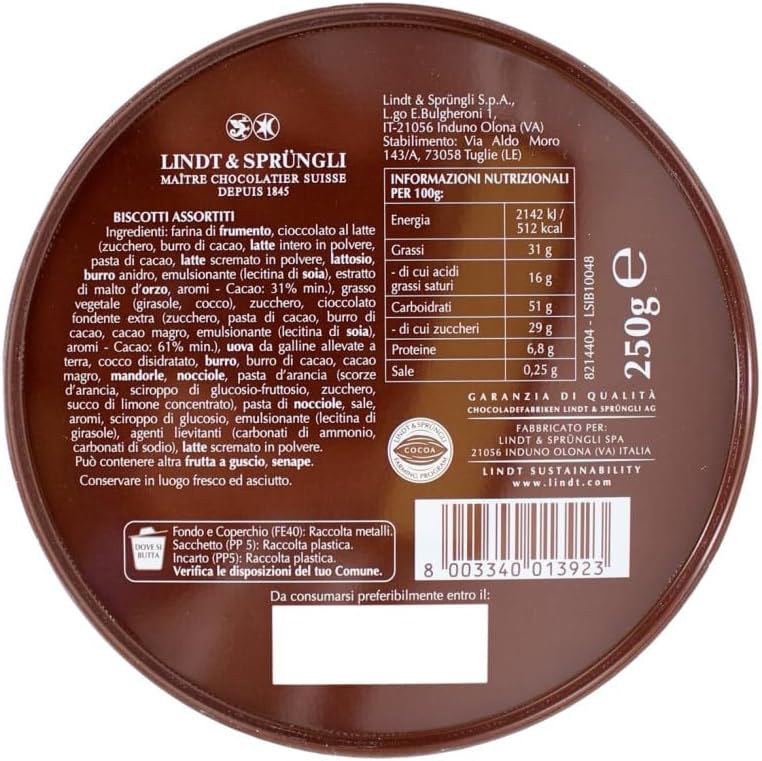 LINDT & SPRÜNGLI
MAÎTRE CHOCOLATIER SUISSE
DEPUIS 1845
BISCOTTI ASSORTITI
Ingredienti: farina di frumento, cioccolato al latte
(zucchero, burro di cacao, latte intero in polvere,
pasta di cacao, latte scremato in polvere, lattosio,
burro anidro, emulsionante (lecitina di soia), estratto
di malto d'orzo, aromi - Cacao: 31% min.), grasso
vegetale (girasole, cocco), zucchero, cioccolato
fondente extra (zucchero, pasta di cacao, burro di
cacao, cacao magro, emulsionante (lecitina di soia),
aromi - Cacao: 61% min.), uova da galline allevate a
terra, cocco disidratato, burro, burro di cacao, cacao
magro, mandorle, nocciole, pasta d'arancia (scorze
d'arancia, sciroppo di glucosio-fruttosio, zucchero,
succo di limone concentrato), pasta di nocciole, sale,
aromi, sciroppo di glucosio, emulsionante (lecitina di
girasole), agenti lievitanti (carbonati di ammonio,
carbonati di sodio), latte scremato in polvere.
Può contenere altra frutta a guscio, senape.
Conservare in luogo fresco ed asciutto.
Lindt & Sprüngli S.p.A.,
L.go E.Bulgheroni 1,
IT-21056 Induno Olona (VA)
Stabilimento: Via Aldo Moro
143/A, 73058 Tuglie (LE)
INFORMAZIONI NUTRIZIONALI
PER 100g:
Energia 2142 kJ /
512 kcal
Grassi 31 g
- di cui acidi
grassi saturi 16 g
Carboidrati 51 g
- di cui zuccheri 29 g
Proteine 6,8 g
Sale 0,25 g
8214404 - LSIB10048
250g e
GARANZIA DI QUALITÀ
CHOCOLADEFABRIKEN LINDT & SPRÜNGLI AG
LINDT & SPRÜNGLI
COCOA
FARMING PROGRAM
FABBRICATO PER:
LINDT & SPRÜNGLI SPA
21056 INDUNO OLONA (VA) ITALIA
LINDT SUSTAINABILITY
www.lindt.com
DOVE SI
BUTTA
Fondo e Coperchio (FE40): Raccolta metalli.
Sacchetto (PP 5): Raccolta plastica.
Incarto (PP5): Raccolta plastica.
Verifica le disposizioni del tuo Comune.
8 003340 013923
Da consumarsi preferibilmente entro il: